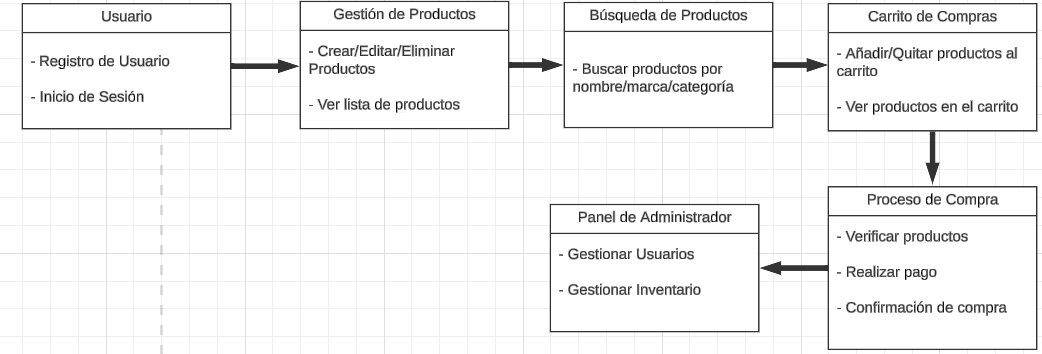 Usuario
- Registro de Usuario
- Inicio de Sesión
Gestión de Productos
- Crear/Editar/Eliminar
Productos
- Ver lista de productos
Búsqueda de Productos
- Buscar productos por
nombre/marca/categoría
Carrito de Compras
- Añadir/Quitar productos al
carrito
- Ver productos en el carrito
Proceso de Compra
- Verificar productos
- Realizar pago
- Confirmación de compra
Panel de Administrador
- Gestionar Usuarios
- Gestionar Inventario